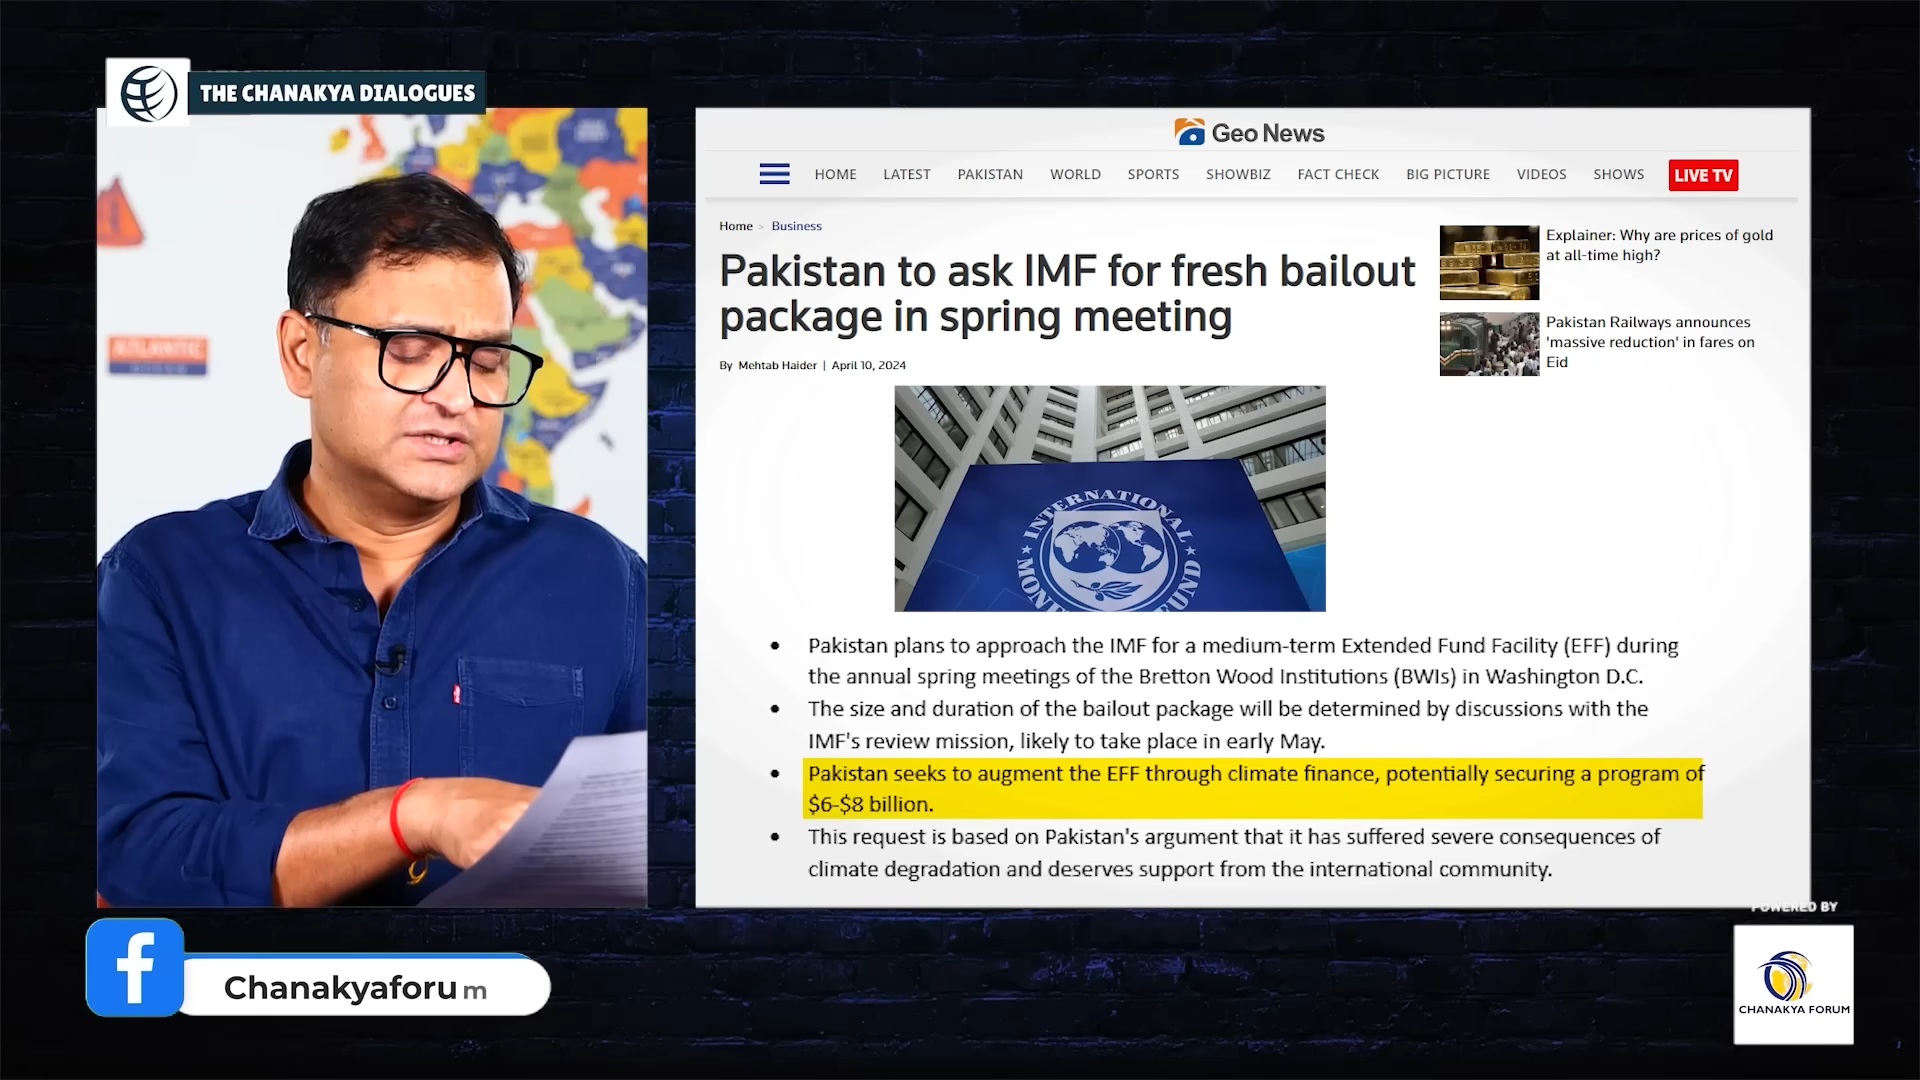 THE CHANAKYA DIALOGUES
Geo News
HOME LATEST PAKISTAN WORLD SPORTS SHOWBIZ FACT CHECK BIG PICTURE VIDEOS SHOWS LIVE TV
Home > Business
Pakistan to ask IMF for fresh bailout
package in spring meeting
By Mehtab Haider | April 10, 2024
Explainer: Why are prices of gold
at all-time high?
Pakistan Railways announces
'massive reduction' in fares on
Eid
INTERNATIONAL
MONE
FUND
• Pakistan plans to approach the IMF for a medium-term Extended Fund Facility (EFF) during
the annual spring meetings of the Bretton Wood Institutions (BWIs) in Washington D.C.
• The size and duration of the bailout package will be determined by discussions with the
IMF's review mission, likely to take place in early May.
• Pakistan seeks to augment the EFF through climate finance, potentially securing a program of
$6-$8 billion.
• This request is based on Pakistan's argument that it has suffered severe consequences of
climate degradation and deserves support from the international community.
ATLANTIC
f
Chanakyaforum
POWERED BY
CHANAKYA FORUM